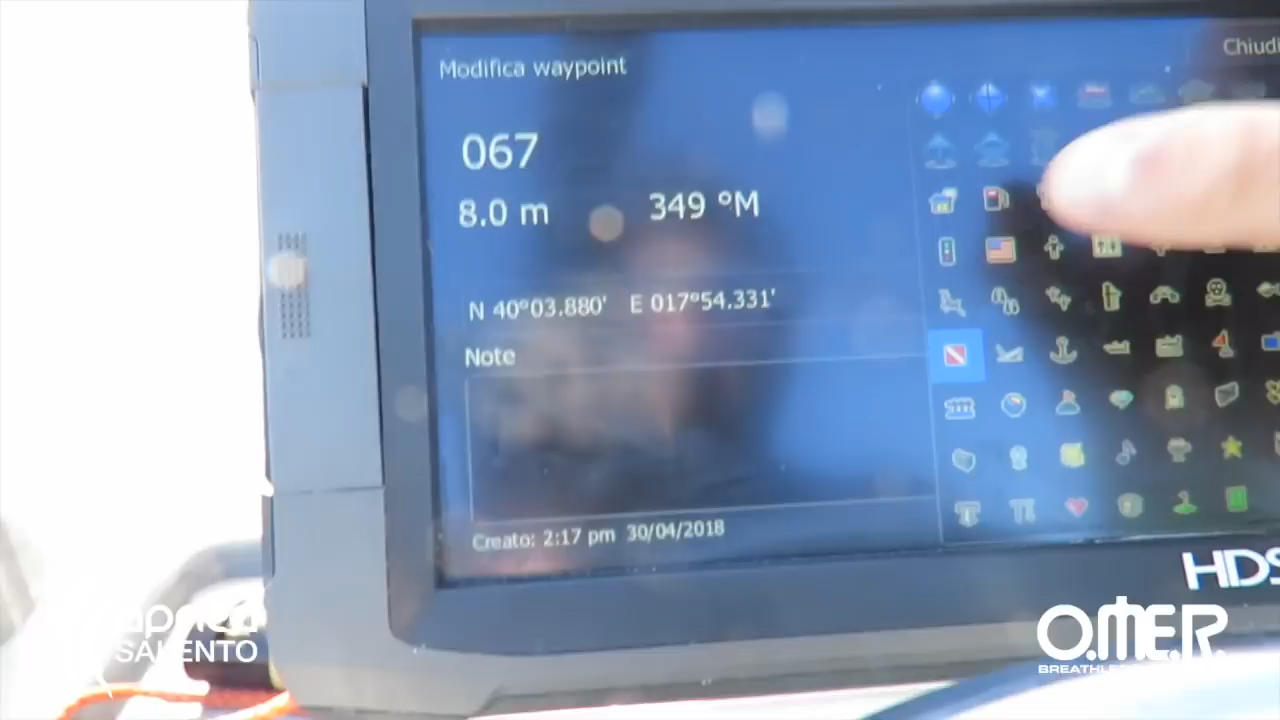 Modifica waypoint
Chiudi
067
8.0 m 349 °M
N 40°03.880' E 017°54.331'
Note
Creato: 2:17 pm 30/04/2018
HDS
SALENTO
O.ME.R.